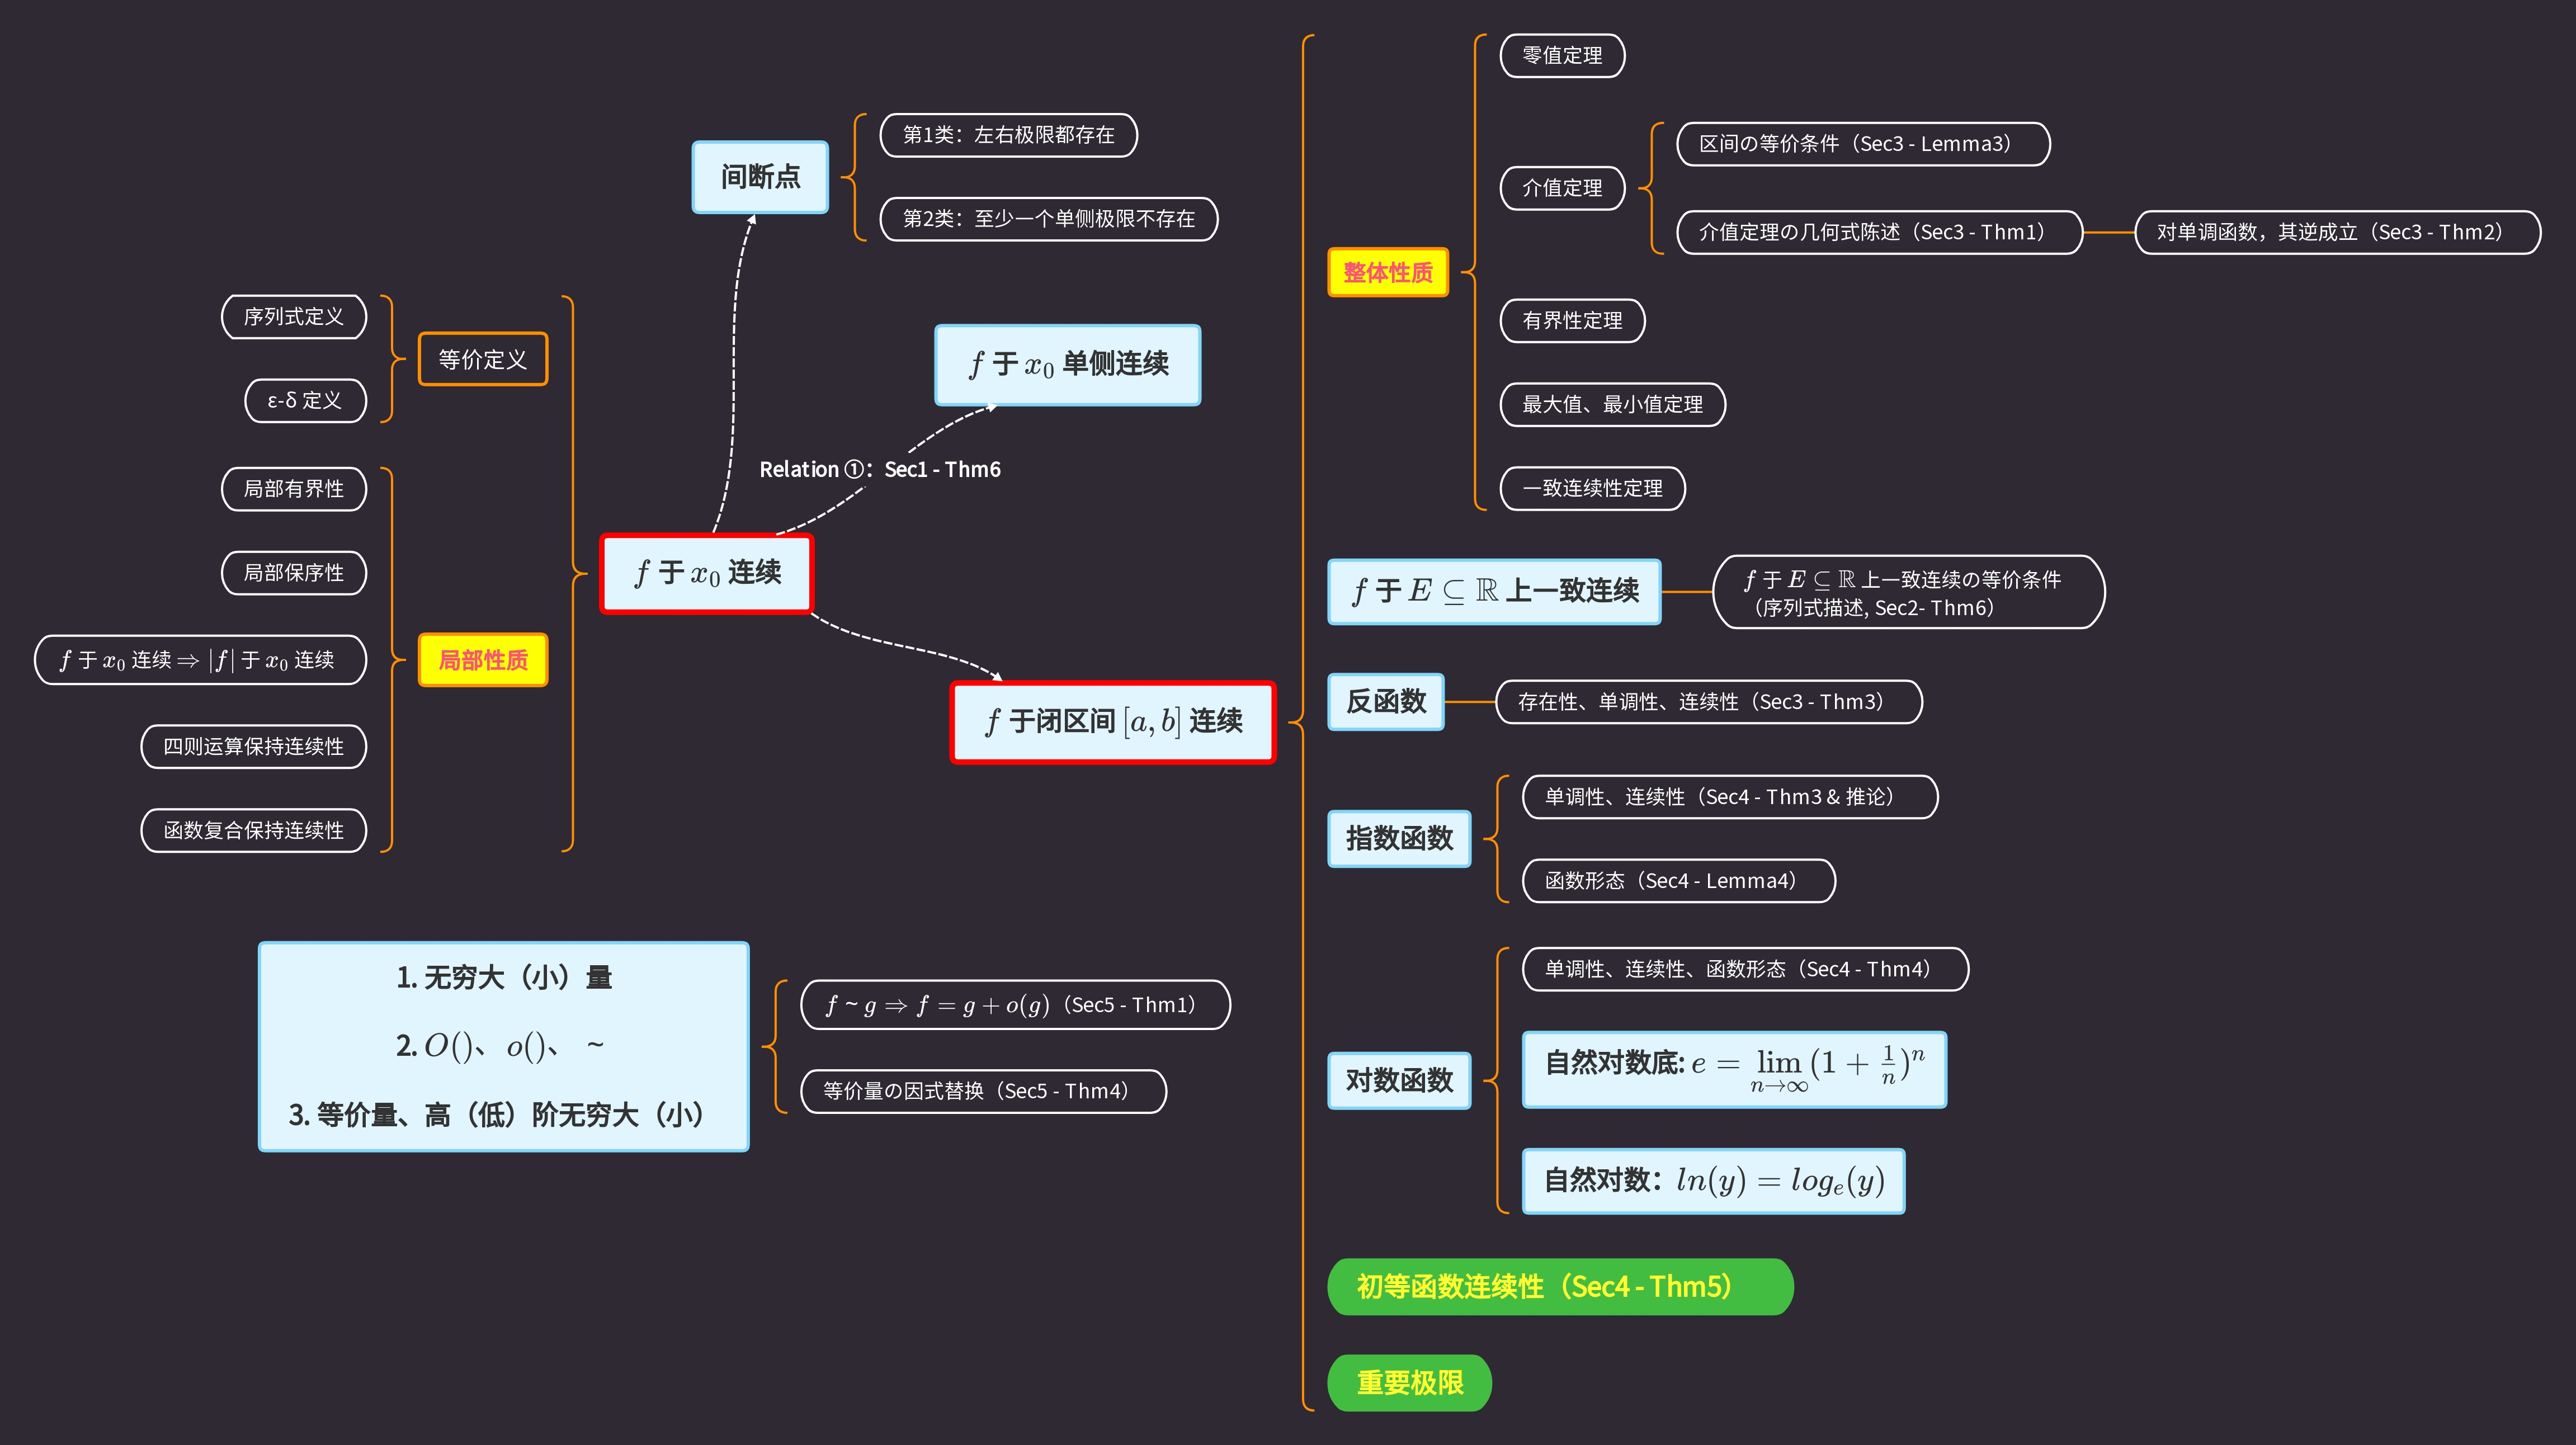 间断点
第1类：左右极限都存在
第2类：至少一个单侧极限不存在
f 于 x₀ 单侧连续
Relation ①：Sec1 - Thm6
序列式定义
ε-δ 定义
等价定义
局部有界性
局部保序性
f 于 x₀ 连续 ⇒ |f| 于 x₀ 连续
四则运算保持连续性
函数复合保持连续性
局部性质
f 于 x₀ 连续
f 于闭区间 [a, b] 连续
整体性质
零值定理
介值定理
区间の等价条件（Sec3 - Lemma3）
介值定理の几何式陈述（Sec3 - Thm1）
对单调函数，其逆成立（Sec3 - Thm2）
有界性定理
最大值、最小值定理
一致连续性定理
f 于 E ⊆ ℝ 上一致连续
f 于 E ⊆ ℝ 上一致连续の等价条件
（序列式描述, Sec2- Thm6）
反函数
存在性、单调性、连续性（Sec3 - Thm3）
指数函数
单调性、连续性（Sec4 - Thm3 & 推论）
函数形态（Sec4 - Lemma4）
对数函数
单调性、连续性、函数形态（Sec4 - Thm4）
自然对数底: e = lim_{n→∞} (1 + 1/n)ⁿ
自然对数：ln(y) = logₑ(y)
初等函数连续性（Sec4 - Thm5）
重要极限
1. 无穷大（小）量
2. O()、 o()、 ~
3. 等价量、高（低）阶无穷大（小）
f ~ g ⇒ f = g + o(g)（Sec5 - Thm1）
等价量の因式替换（Sec5 - Thm4）